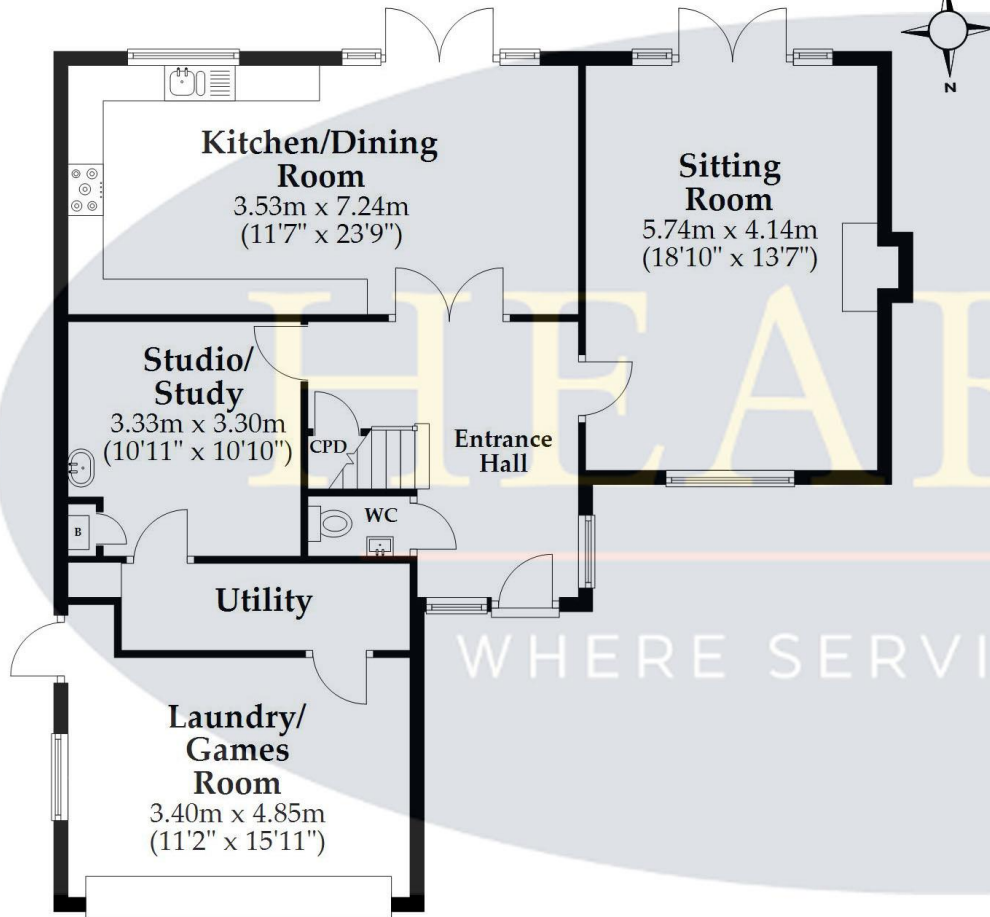 N
Kitchen/Dining
Room
3.53m x 7.24m
(11'7" x 23'9")
Sitting
Room
5.74m x 4.14m
(18'10" x 13'7")
Studio/
Study
3.33m x 3.30m
(10'11" x 10'10")
CPD
Entrance
Hall
WC
B
Utility
Laundry/
Games
Room
3.40m x 4.85m
(11'2" x 15'11")
HEAR
WHERE SERVI